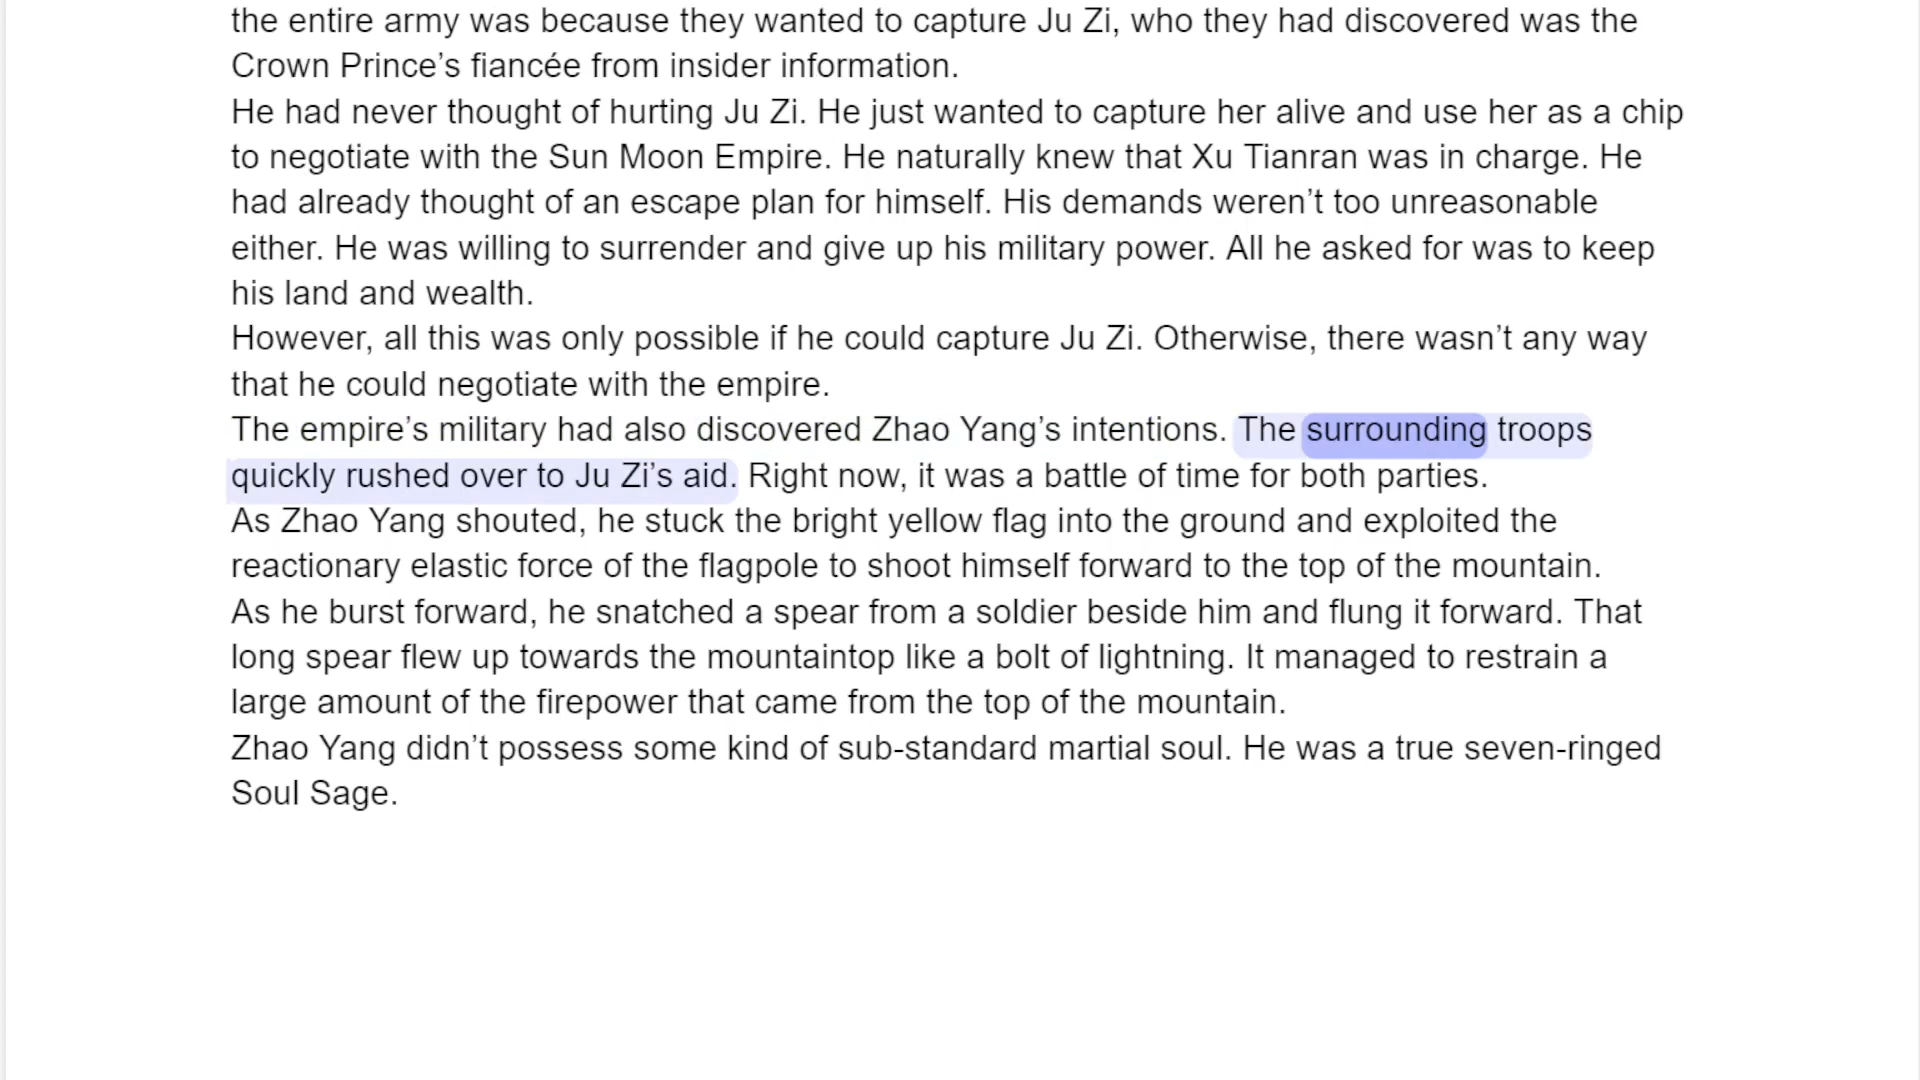 the entire army was because they wanted to capture Ju Zi, who they had discovered was the
Crown Prince’s fiancée from insider information.
He had never thought of hurting Ju Zi. He just wanted to capture her alive and use her as a chip
to negotiate with the Sun Moon Empire. He naturally knew that Xu Tianran was in charge. He
had already thought of an escape plan for himself. His demands weren’t too unreasonable
either. He was willing to surrender and give up his military power. All he asked for was to keep
his land and wealth.
However, all this was only possible if he could capture Ju Zi. Otherwise, there wasn’t any way
that he could negotiate with the empire.
The empire’s military had also discovered Zhao Yang’s intentions. The surrounding troops
quickly rushed over to Ju Zi’s aid. Right now, it was a battle of time for both parties.
As Zhao Yang shouted, he stuck the bright yellow flag into the ground and exploited the
reactionary elastic force of the flagpole to shoot himself forward to the top of the mountain.
As he burst forward, he snatched a spear from a soldier beside him and flung it forward. That
long spear flew up towards the mountaintop like a bolt of lightning. It managed to restrain a
large amount of the firepower that came from the top of the mountain.
Zhao Yang didn’t possess some kind of sub-standard martial soul. He was a true seven-ringed
Soul Sage.